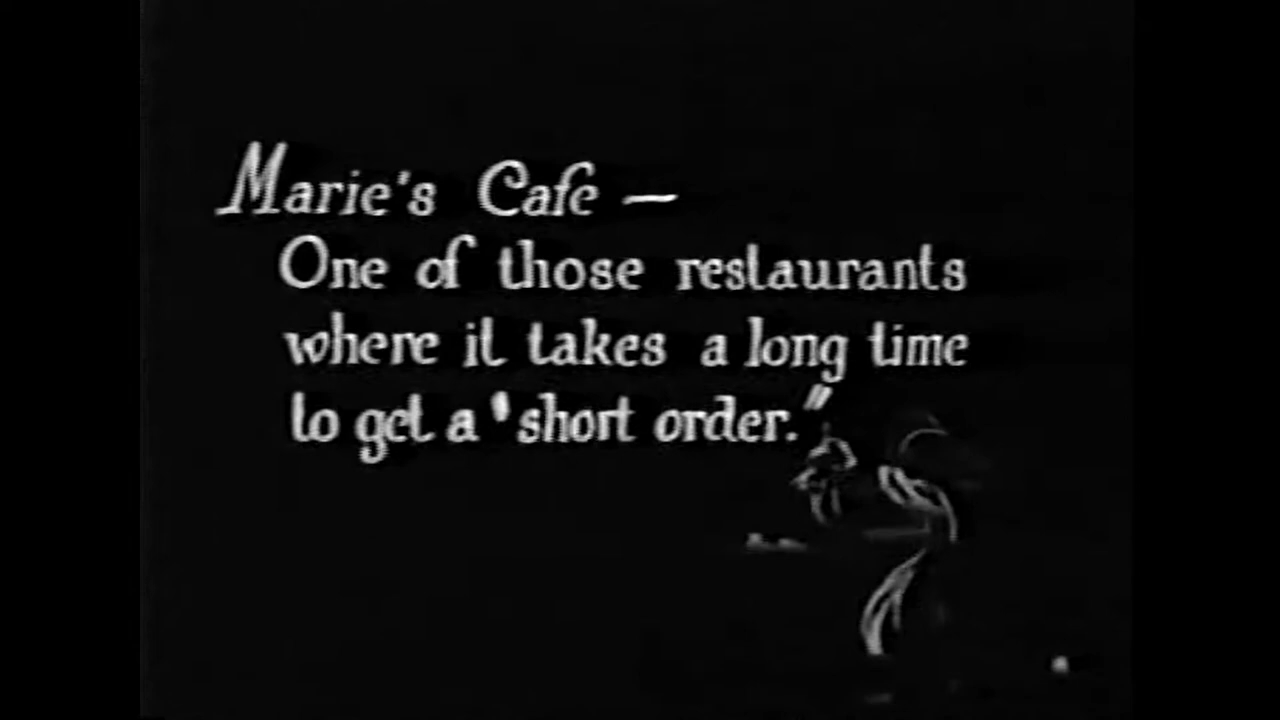 Marie's Cafe —
One of those restaurants
where it takes a long time
to get a "short order."